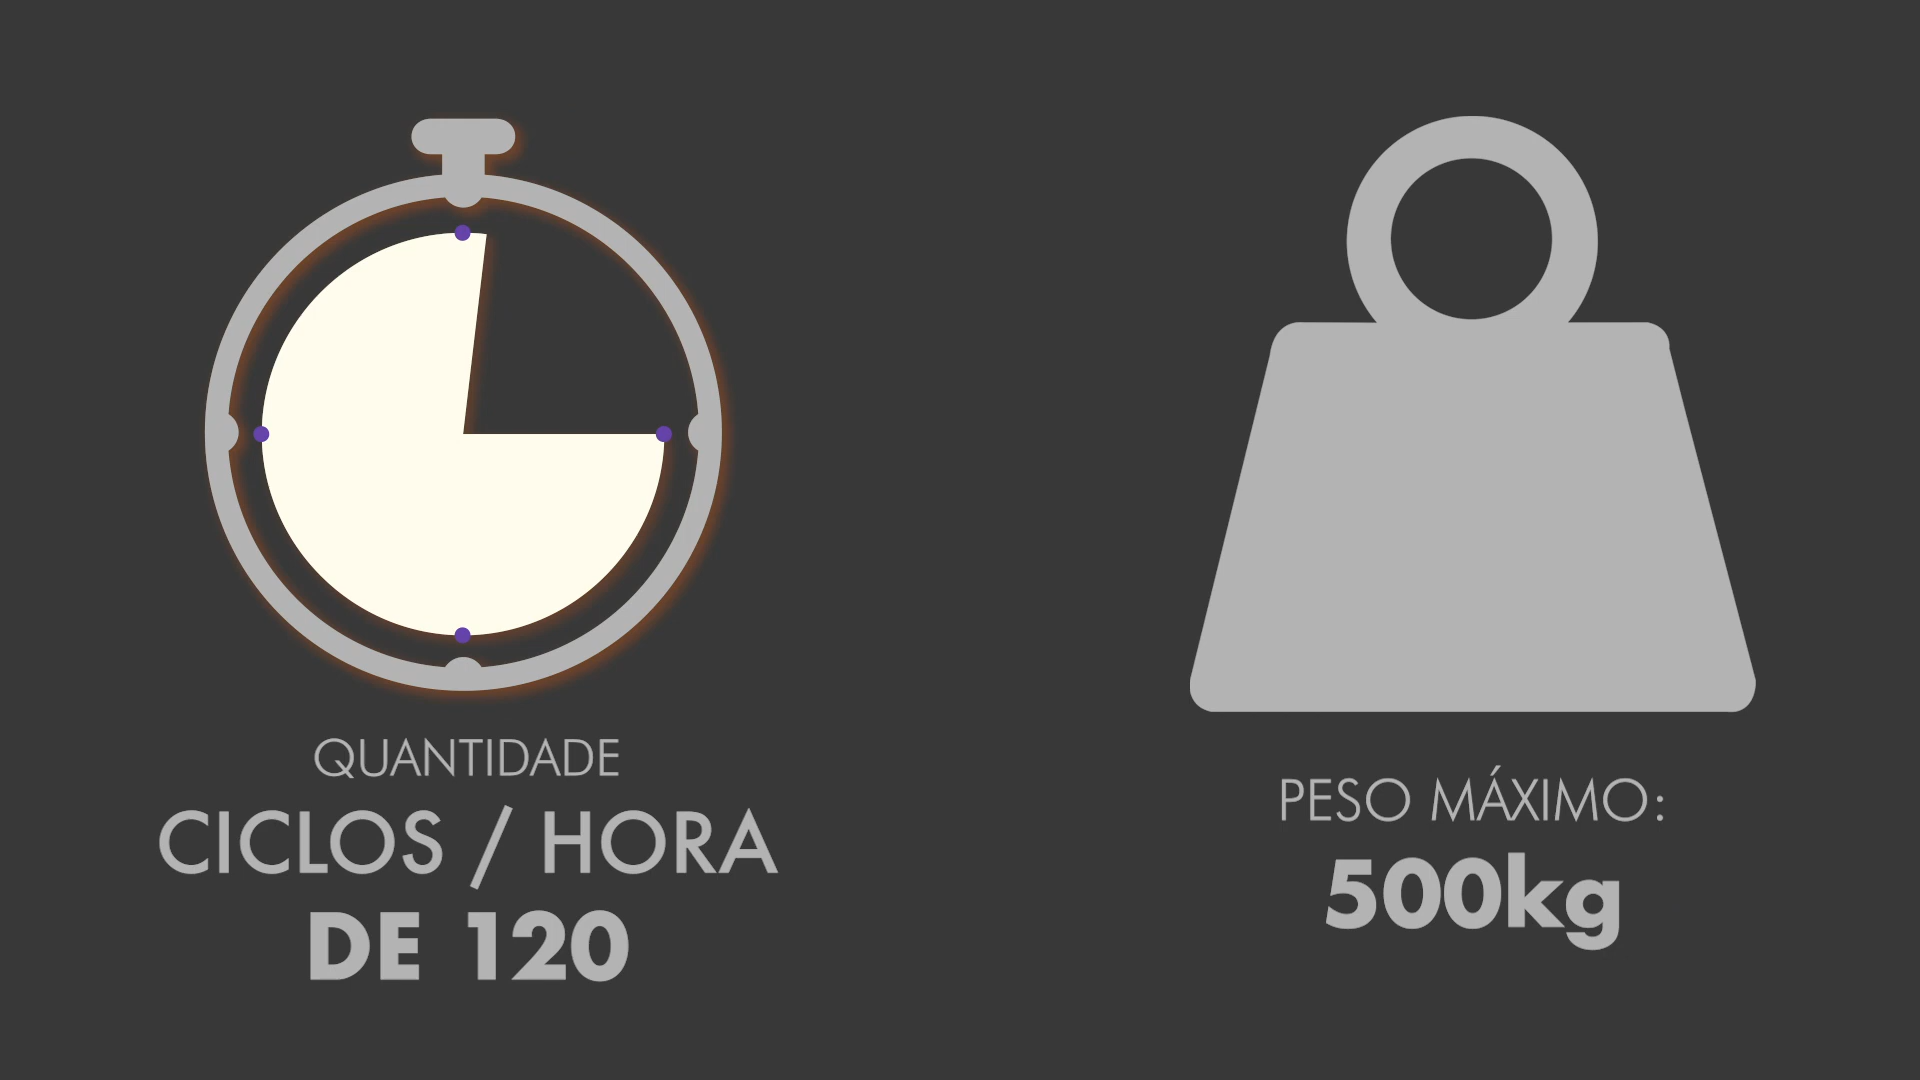 QUANTIDADE
CICLOS / HORA
DE 120
PESO MÁXIMO:
500kg